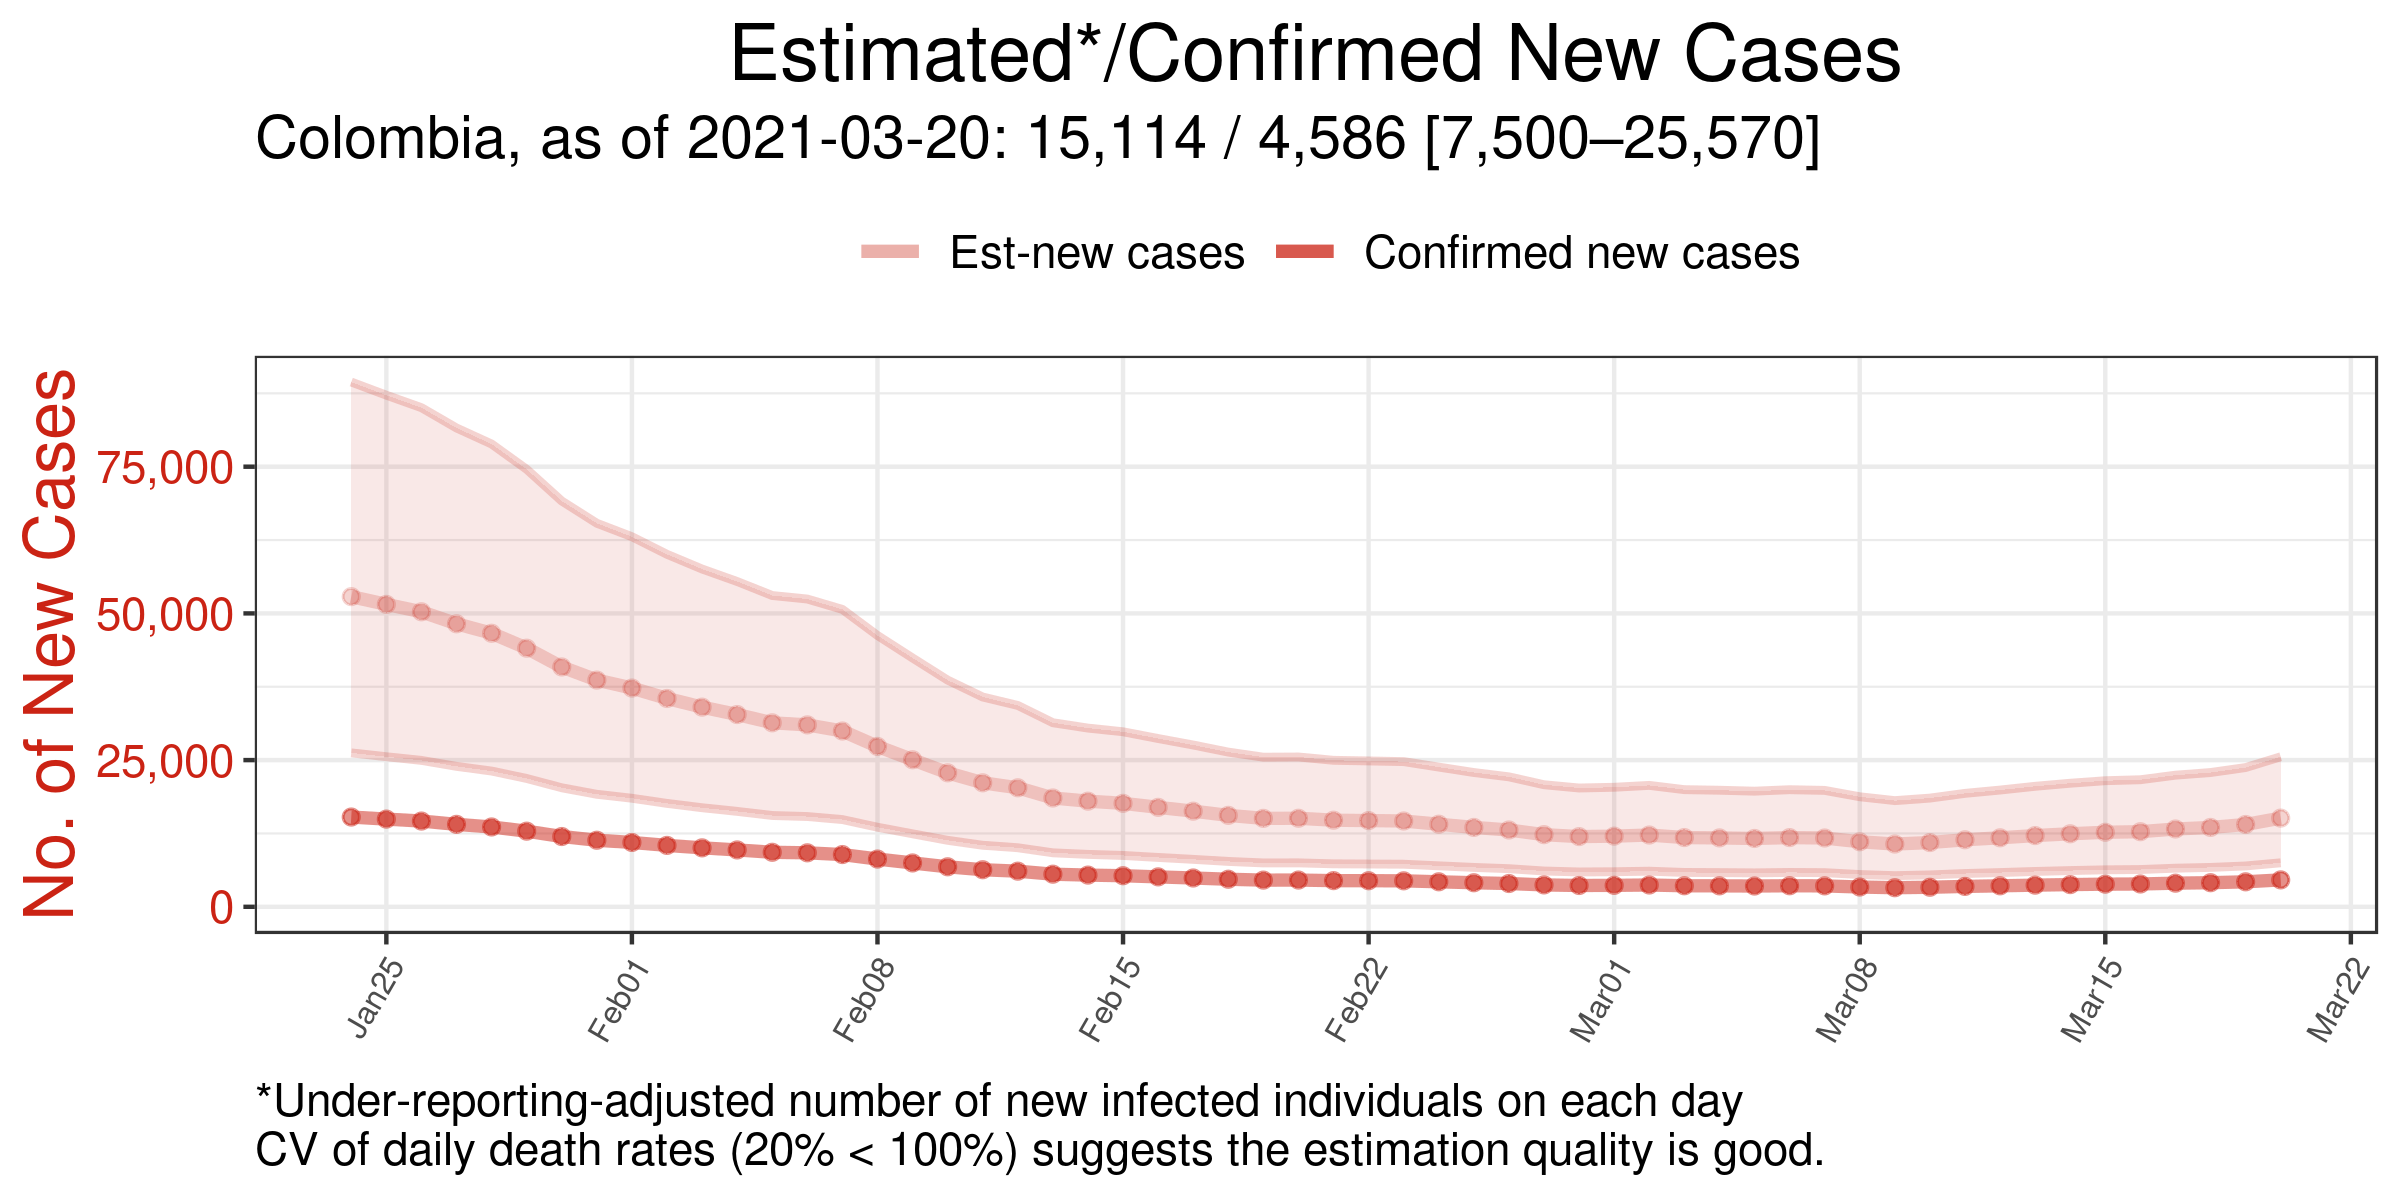 Estimated*/Confirmed New Cases
Colombia, as of 2021-03-20: 15,114 / 4,586 [7,500–25,570]
Est-new cases Confirmed new cases
No. of New Cases
75,000
50,000
25,000
0
Jan25 Feb01 Feb08 Feb15 Feb22 Mar01 Mar08 Mar15 Mar22
*Under-reporting-adjusted number of new infected individuals on each day
CV of daily death rates (20% < 100%) suggests the estimation quality is good.